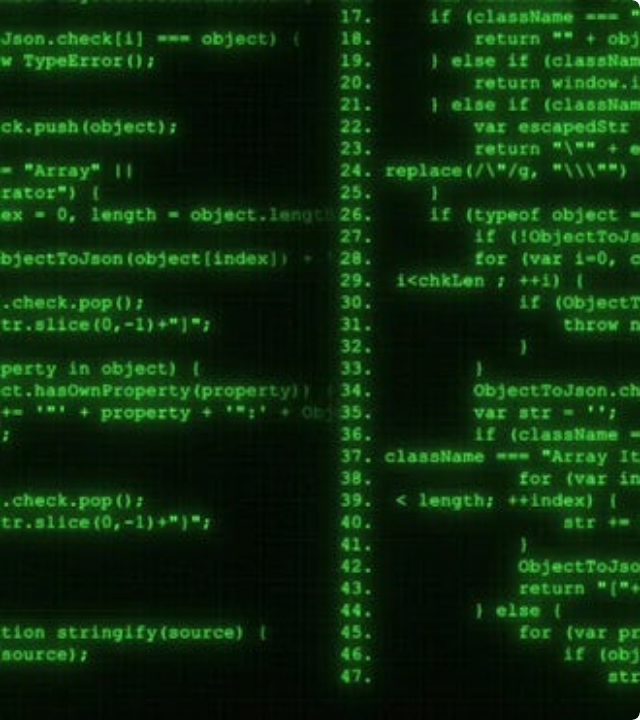 Json.check[i] === object) {
w TypeError();
ck.push(object);
= "Array" ||
rator") {
ex = 0, length = object.length
bjectToJson(object[index]) +
.check.pop();
tr.slice(0,-1)+"]";
perty in object) {
ct.hasOwnProperty(property)) {
+= '"' + property + '":' + Obj
;
.check.pop();
tr.slice(0,-1)+"}";
tion stringify(source) {
source);
17. if (className === "
18. return "" + obj
19. } else if (classNam
20. return window.i
21. } else if (classNam
22. var escapedStr
23. return "\"" + e
24. replace(/\"/g, "\\\"")
25. }
26. if (typeof object =
27. if (!ObjectToJs
28. for (var i=0, c
29. i<chkLen ; ++i) {
30. if (ObjectT
31. throw n
32. }
33. }
34. ObjectToJson.ch
35. var str = '';
36. if (className =
37. className === "Array It
38. for (var in
39. < length; ++index) {
40. str +=
41. }
42. ObjectToJso
43. return "["+
44. } else {
45. for (var pr
46. if (obj
47. str